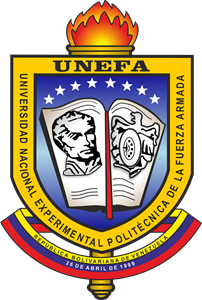 UNEFA
UNIVERSIDAD NACIONAL EXPERIMENTAL POLITÉCNICA DE LA FUERZA ARMADA
REPÚBLICA BOLIVARIANA DE VENEZUELA
26 DE ABRIL DE 1999